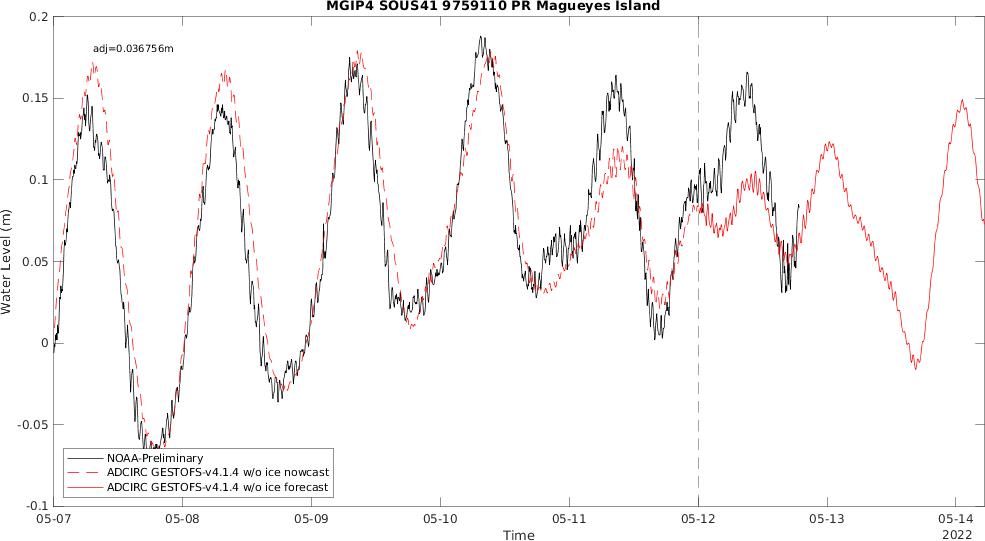 MGIP4 SOUS41 9759110 PR Magueyes Island
adj=0.036756m
0.2
0.15
0.1
0.05
0
-0.05
-0.1
Water Level (m)
NOAA-Preliminary
ADCIRC GESTOFS-v4.1.4 w/o ice nowcast
ADCIRC GESTOFS-v4.1.4 w/o ice forecast
05-07 05-08 05-09 05-10 05-11 05-12 05-13 05-14
Time
2022